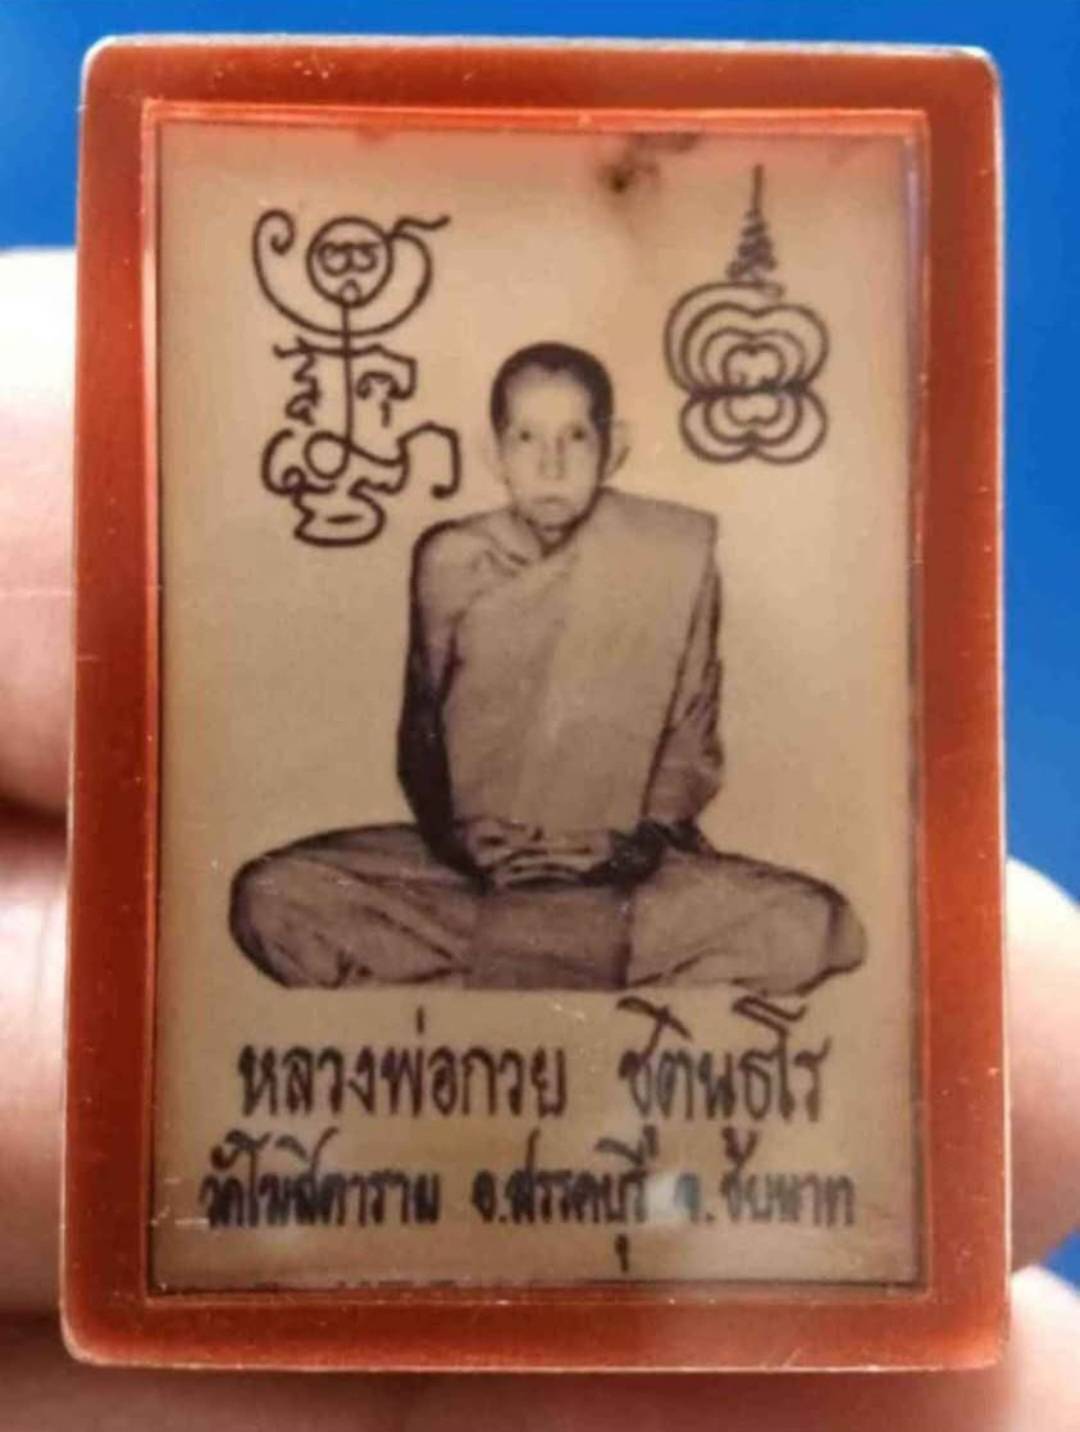 หลวงพ่อกวย ชุตินฺธโร
วัดโฆสิตาราม อ.สรรคบุรี จ.ชัยนาท